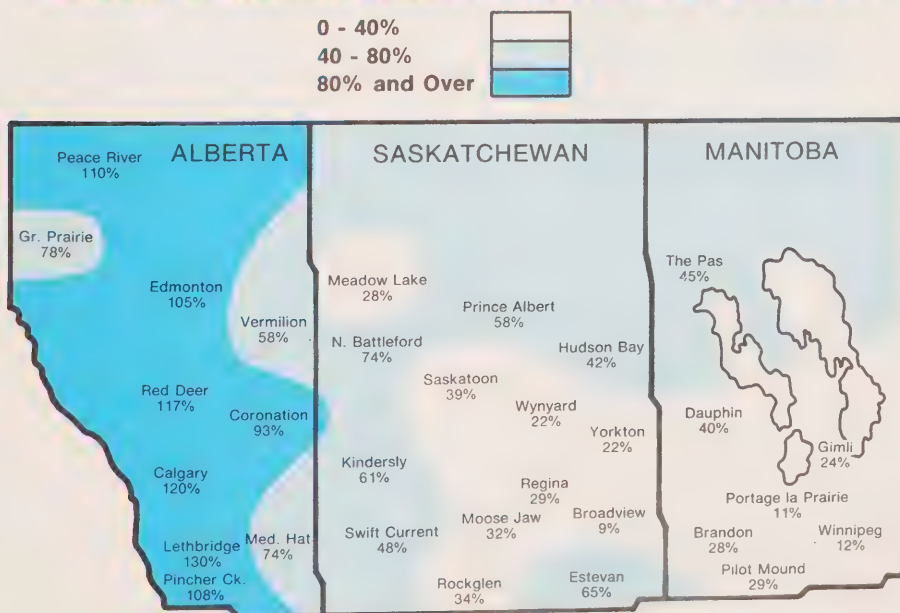 0 - 40%
40 - 80%
80% and Over
ALBERTA
SASKATCHEWAN
MANITOBA
Peace River
110%
Gr. Prairie
78%
Edmonton
105%
Vermilion
58%
Red Deer
117%
Coronation
93%
Calgary
120%
Lethbridge
130%
Med. Hat
74%
Pincher Ck.
108%
Meadow Lake
28%
Prince Albert
58%
N. Battleford
74%
Hudson Bay
42%
Saskatoon
39%
Wynyard
22%
Yorkton
22%
Kindersly
61%
Regina
29%
Moose Jaw
32%
Broadview
9%
Swift Current
48%
Rockglen
34%
Estevan
65%
The Pas
45%
Dauphin
40%
Gimli
24%
Portage la Prairie
11%
Brandon
28%
Winnipeg
12%
Pilot Mound
29%